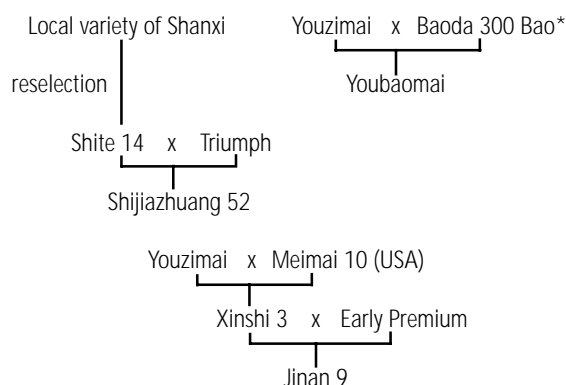 Local variety of Shanxi
Youzimai x Baoda 300 Bao*
reselection
Youbaomai
Shite 14 x Triumph
Shijiazhuang 52
Youzimai x Meimai 10 (USA)
Xinshi 3 x Early Premium
Jinan 9